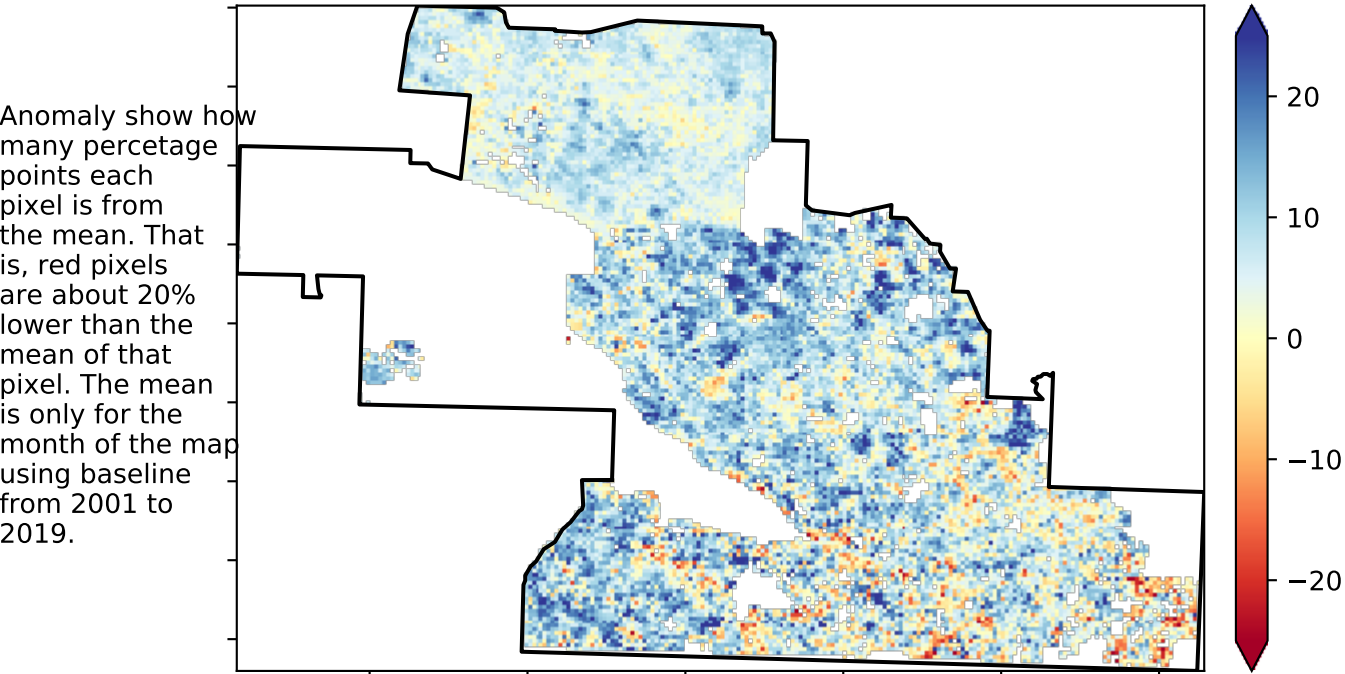 Anomaly show how
many percetage
points each
pixel is from
the mean. That
is, red pixels
are about 20%
lower than the
mean of that
pixel. The mean
is only for the
month of the map
using baseline
from 2001 to
2019.
20
10
0
−10
−20